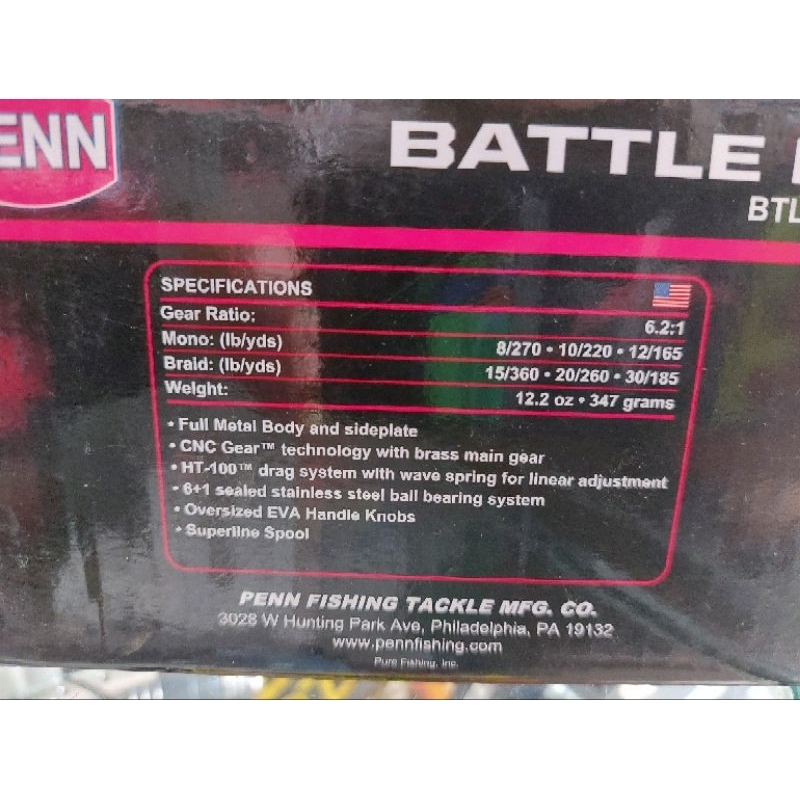 ENN
BATTLE
BTL
SPECIFICATIONS
Gear Ratio: 6.2:1
Mono: (lb/yds) 8/270 • 10/220 • 12/165
Braid: (lb/yds) 15/360 • 20/260 • 30/185
Weight: 12.2 oz • 347 grams
• Full Metal Body and sideplate
• CNC Gear™ technology with brass main gear
• HT-100™ drag system with wave spring for linear adjustment
• 6+1 sealed stainless steel ball bearing system
• Oversized EVA Handle Knobs
• Superline Spool
PENN FISHING TACKLE MFG. CO.
3028 W Hunting Park Ave, Philadelphia, PA 19132
www.pennfishing.com
Pure Fishing, Inc.